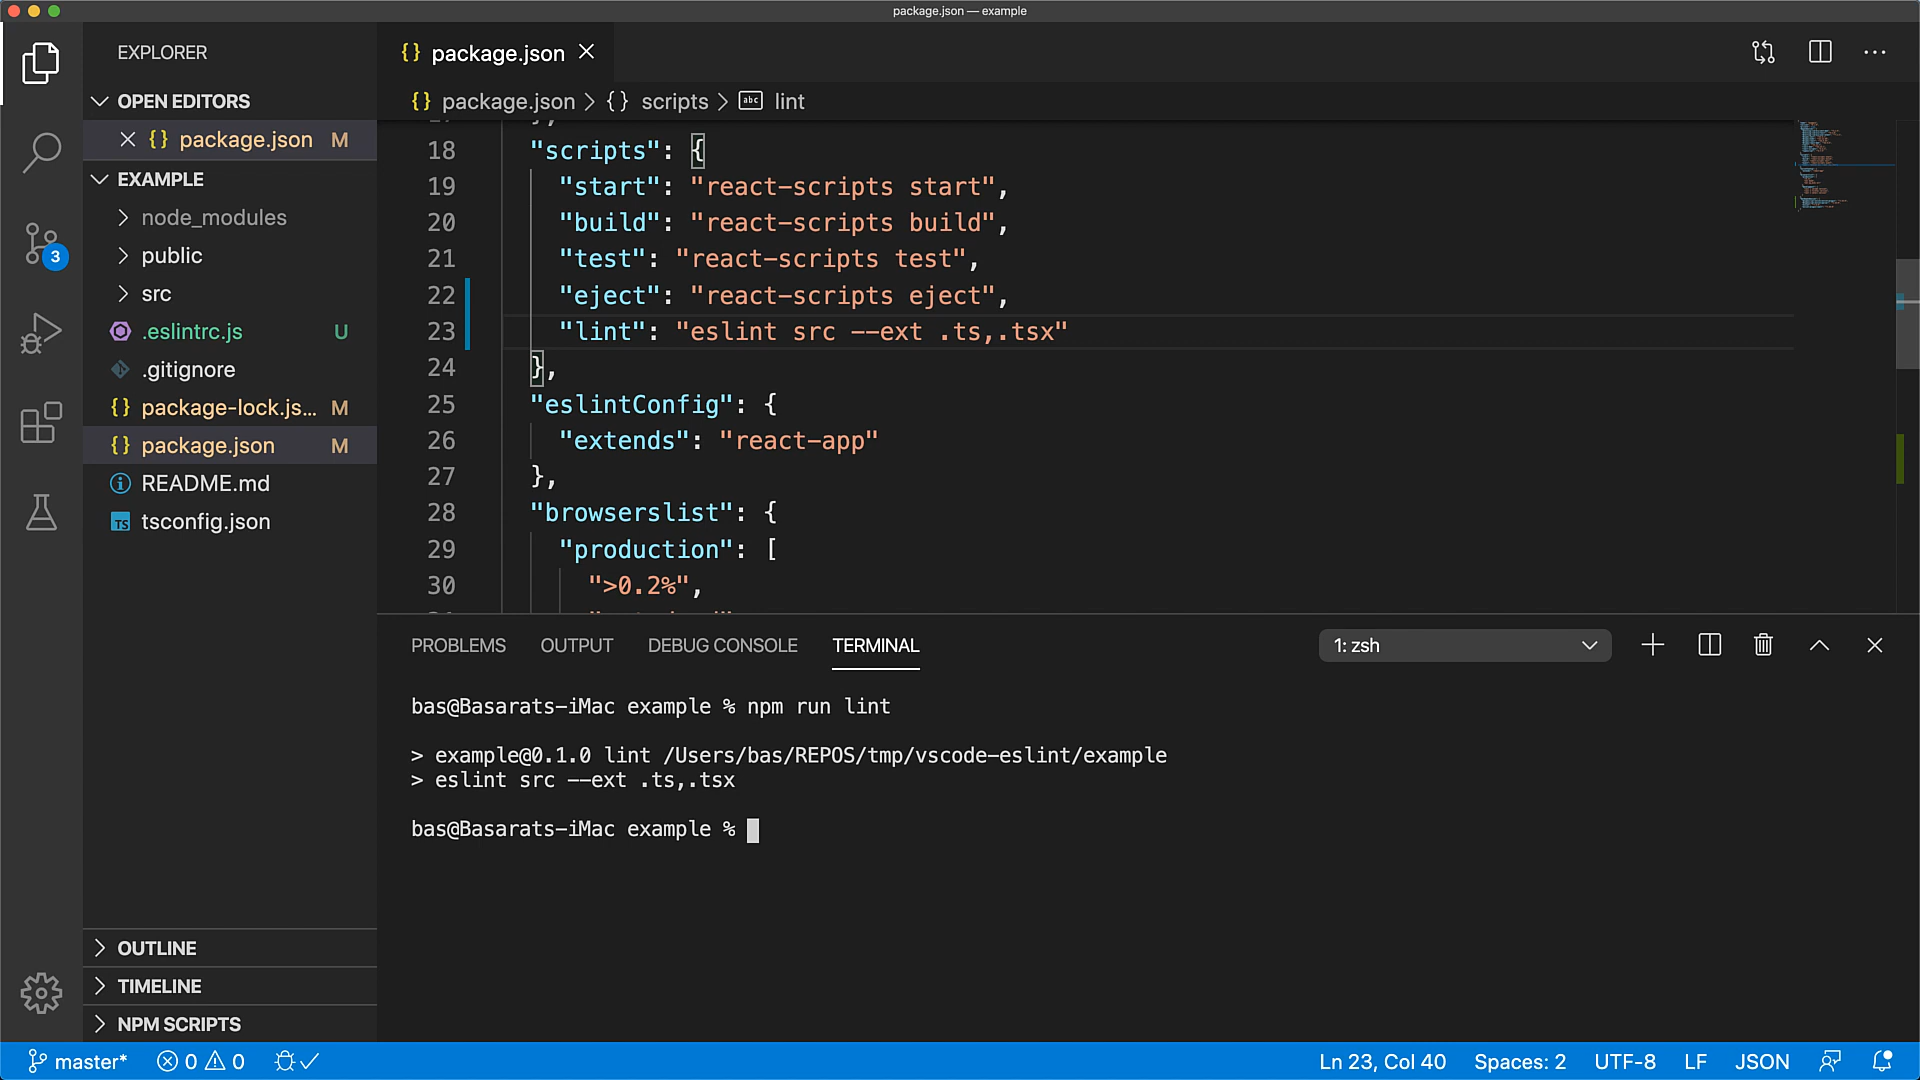 package.json — example
EXPLORER
OPEN EDITORS
{} package.json M
EXAMPLE
node_modules
public
src
.eslintrc.js U
.gitignore
{} package-lock.js... M
{} package.json M
README.md
TS tsconfig.json
OUTLINE
TIMELINE
NPM SCRIPTS
3
{} package.json
{} package.json > {} scripts > abc lint
18 "scripts": {
19 "start": "react-scripts start",
20 "build": "react-scripts build",
21 "test": "react-scripts test",
22 "eject": "react-scripts eject",
23 "lint": "eslint src --ext .ts,.tsx"
24 },
25 "eslintConfig": {
26 "extends": "react-app"
27 },
28 "browserslist": {
29 "production": [
30 ">0.2%",
PROBLEMS OUTPUT DEBUG CONSOLE TERMINAL 1: zsh
bas@Basarats-iMac example % npm run lint
> example@0.1.0 lint /Users/bas/REPOS/tmp/vscode-eslint/example
> eslint src --ext .ts,.tsx
bas@Basarats-iMac example %
master* 0 0 Ln 23, Col 40 Spaces: 2 UTF-8 LF JSON